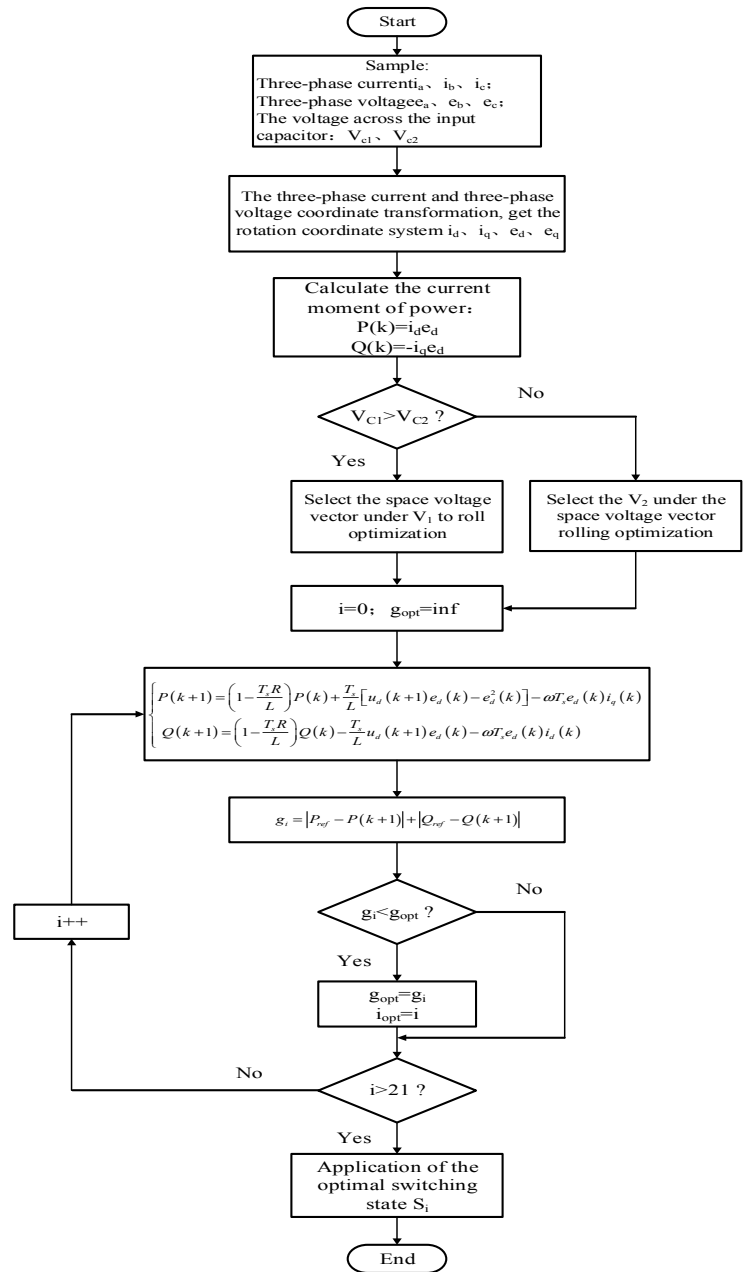 Start
Sample:
Three-phase currenti_a、i_b、i_c；
Three-phase voltagee_a、e_b、e_c；
The voltage across the input
capacitor：V_c1、V_c2
The three-phase current and three-phase
voltage coordinate transformation, get the
rotation coordinate system i_d、i_q、e_d、e_q
Calculate the current
moment of power：
P(k)=i_de_d
Q(k)=-i_qe_d
V_C1>V_C2 ?
No
Yes
Select the space voltage
vector under V_1 to roll
optimization
Select the V_2 under the
space voltage vector
rolling optimization
i=0；g_opt=inf
P(k+1)=(1-T_sR/L)P(k)+T_s/L[u_d(k+1)e_d(k)-e_d^2(k)]-ωT_se_d(k)i_q(k)
Q(k+1)=(1-T_sR/L)Q(k)-T_s/L u_d(k+1)e_d(k)-ωT_se_d(k)i_d(k)
g_i=|P_ref-P(k+1)|+|Q_ref-Q(k+1)|
g_i<g_opt ?
No
i++
Yes
g_opt=g_i
i_opt=i
i>21 ?
No
Yes
Application of the
optimal switching
state S_i
End